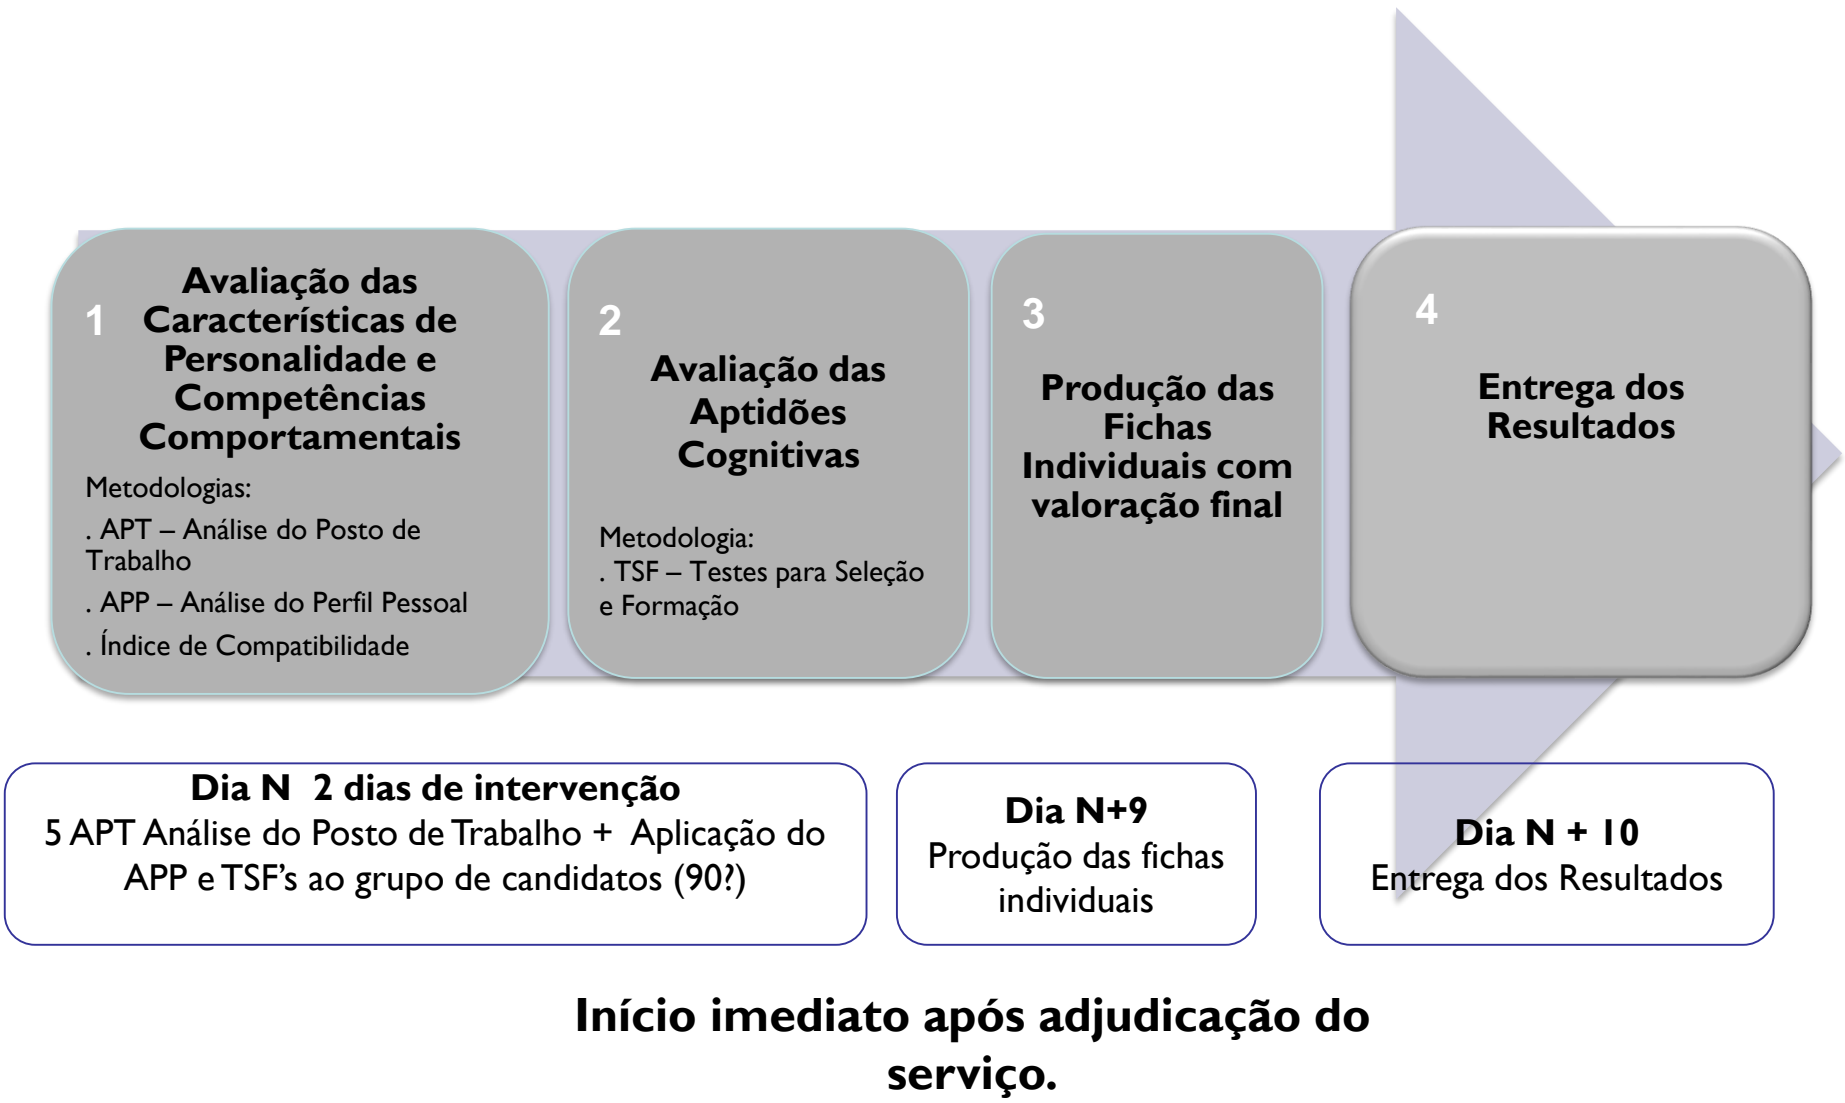 1
Avaliação das
Características de
Personalidade e
Competências
Comportamentais
Metodologias:
. APT – Análise do Posto de
Trabalho
. APP – Análise do Perfil Pessoal
. Índice de Compatibilidade
2
Avaliação das
Aptidões
Cognitivas
Metodologia:
. TSF – Testes para Seleção
e Formação
3
Produção das
Fichas
Individuais com
valoração final
4
Entrega dos
Resultados
Dia N  2 dias de intervenção
5 APT Análise do Posto de Trabalho +  Aplicação do
APP e TSF’s ao grupo de candidatos (90?)
Dia N+9
Produção das fichas
individuais
Dia N + 10
Entrega dos Resultados
Início imediato após adjudicação do
serviço.